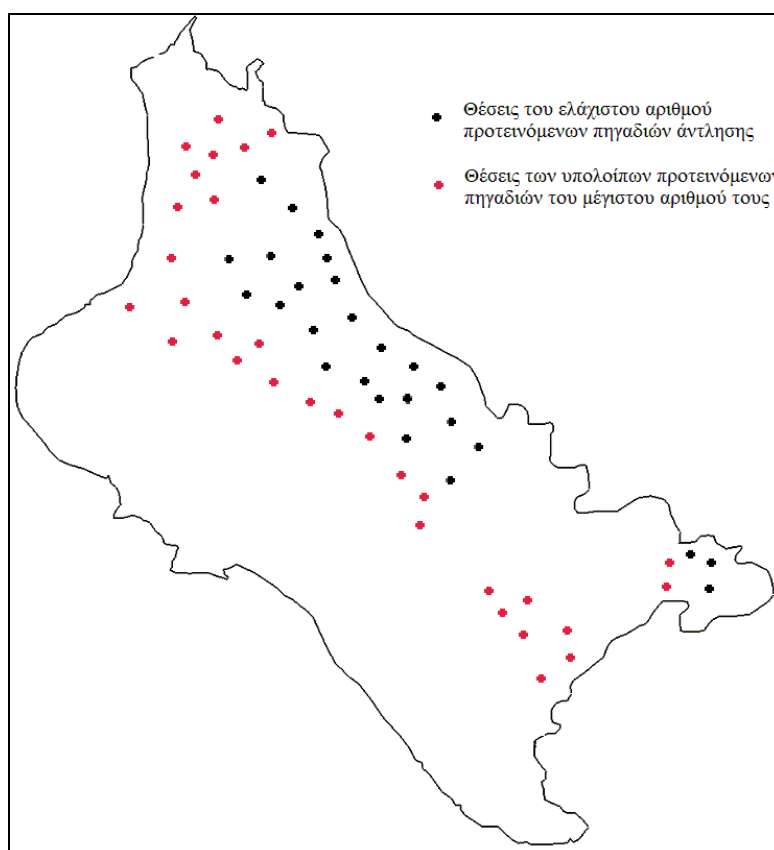 Θέσεις του ελάχιστου αριθμού
προτεινόμενων πηγαδιών άντλησης
Θέσεις των υπολοίπων προτεινόμενων
πηγαδιών του μέγιστου αριθμού τους